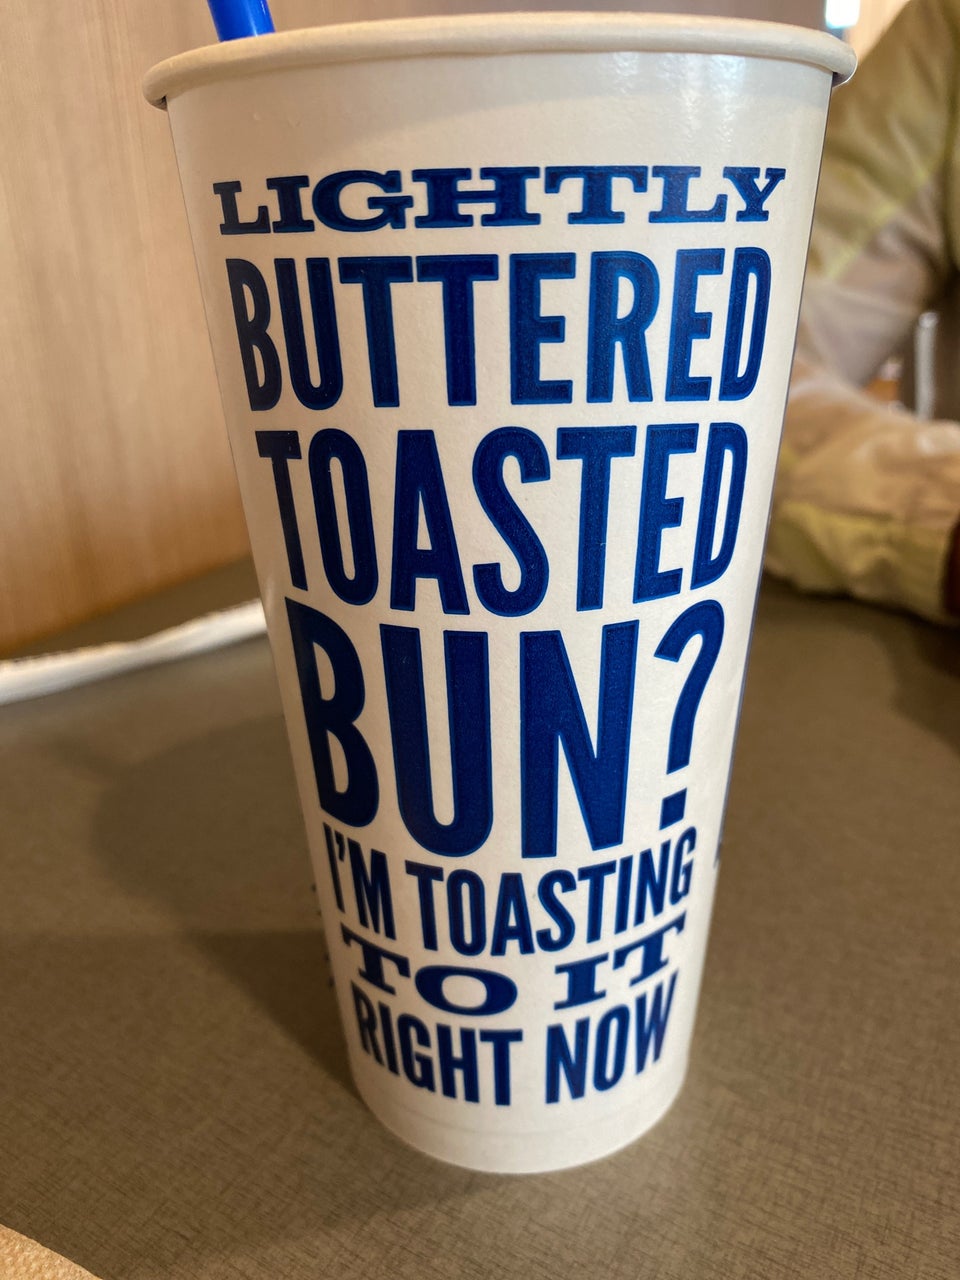 LIGHTLY
BUTTERED
TOASTED
BUN?
I'M TOASTING
TO IT
RIGHT NOW